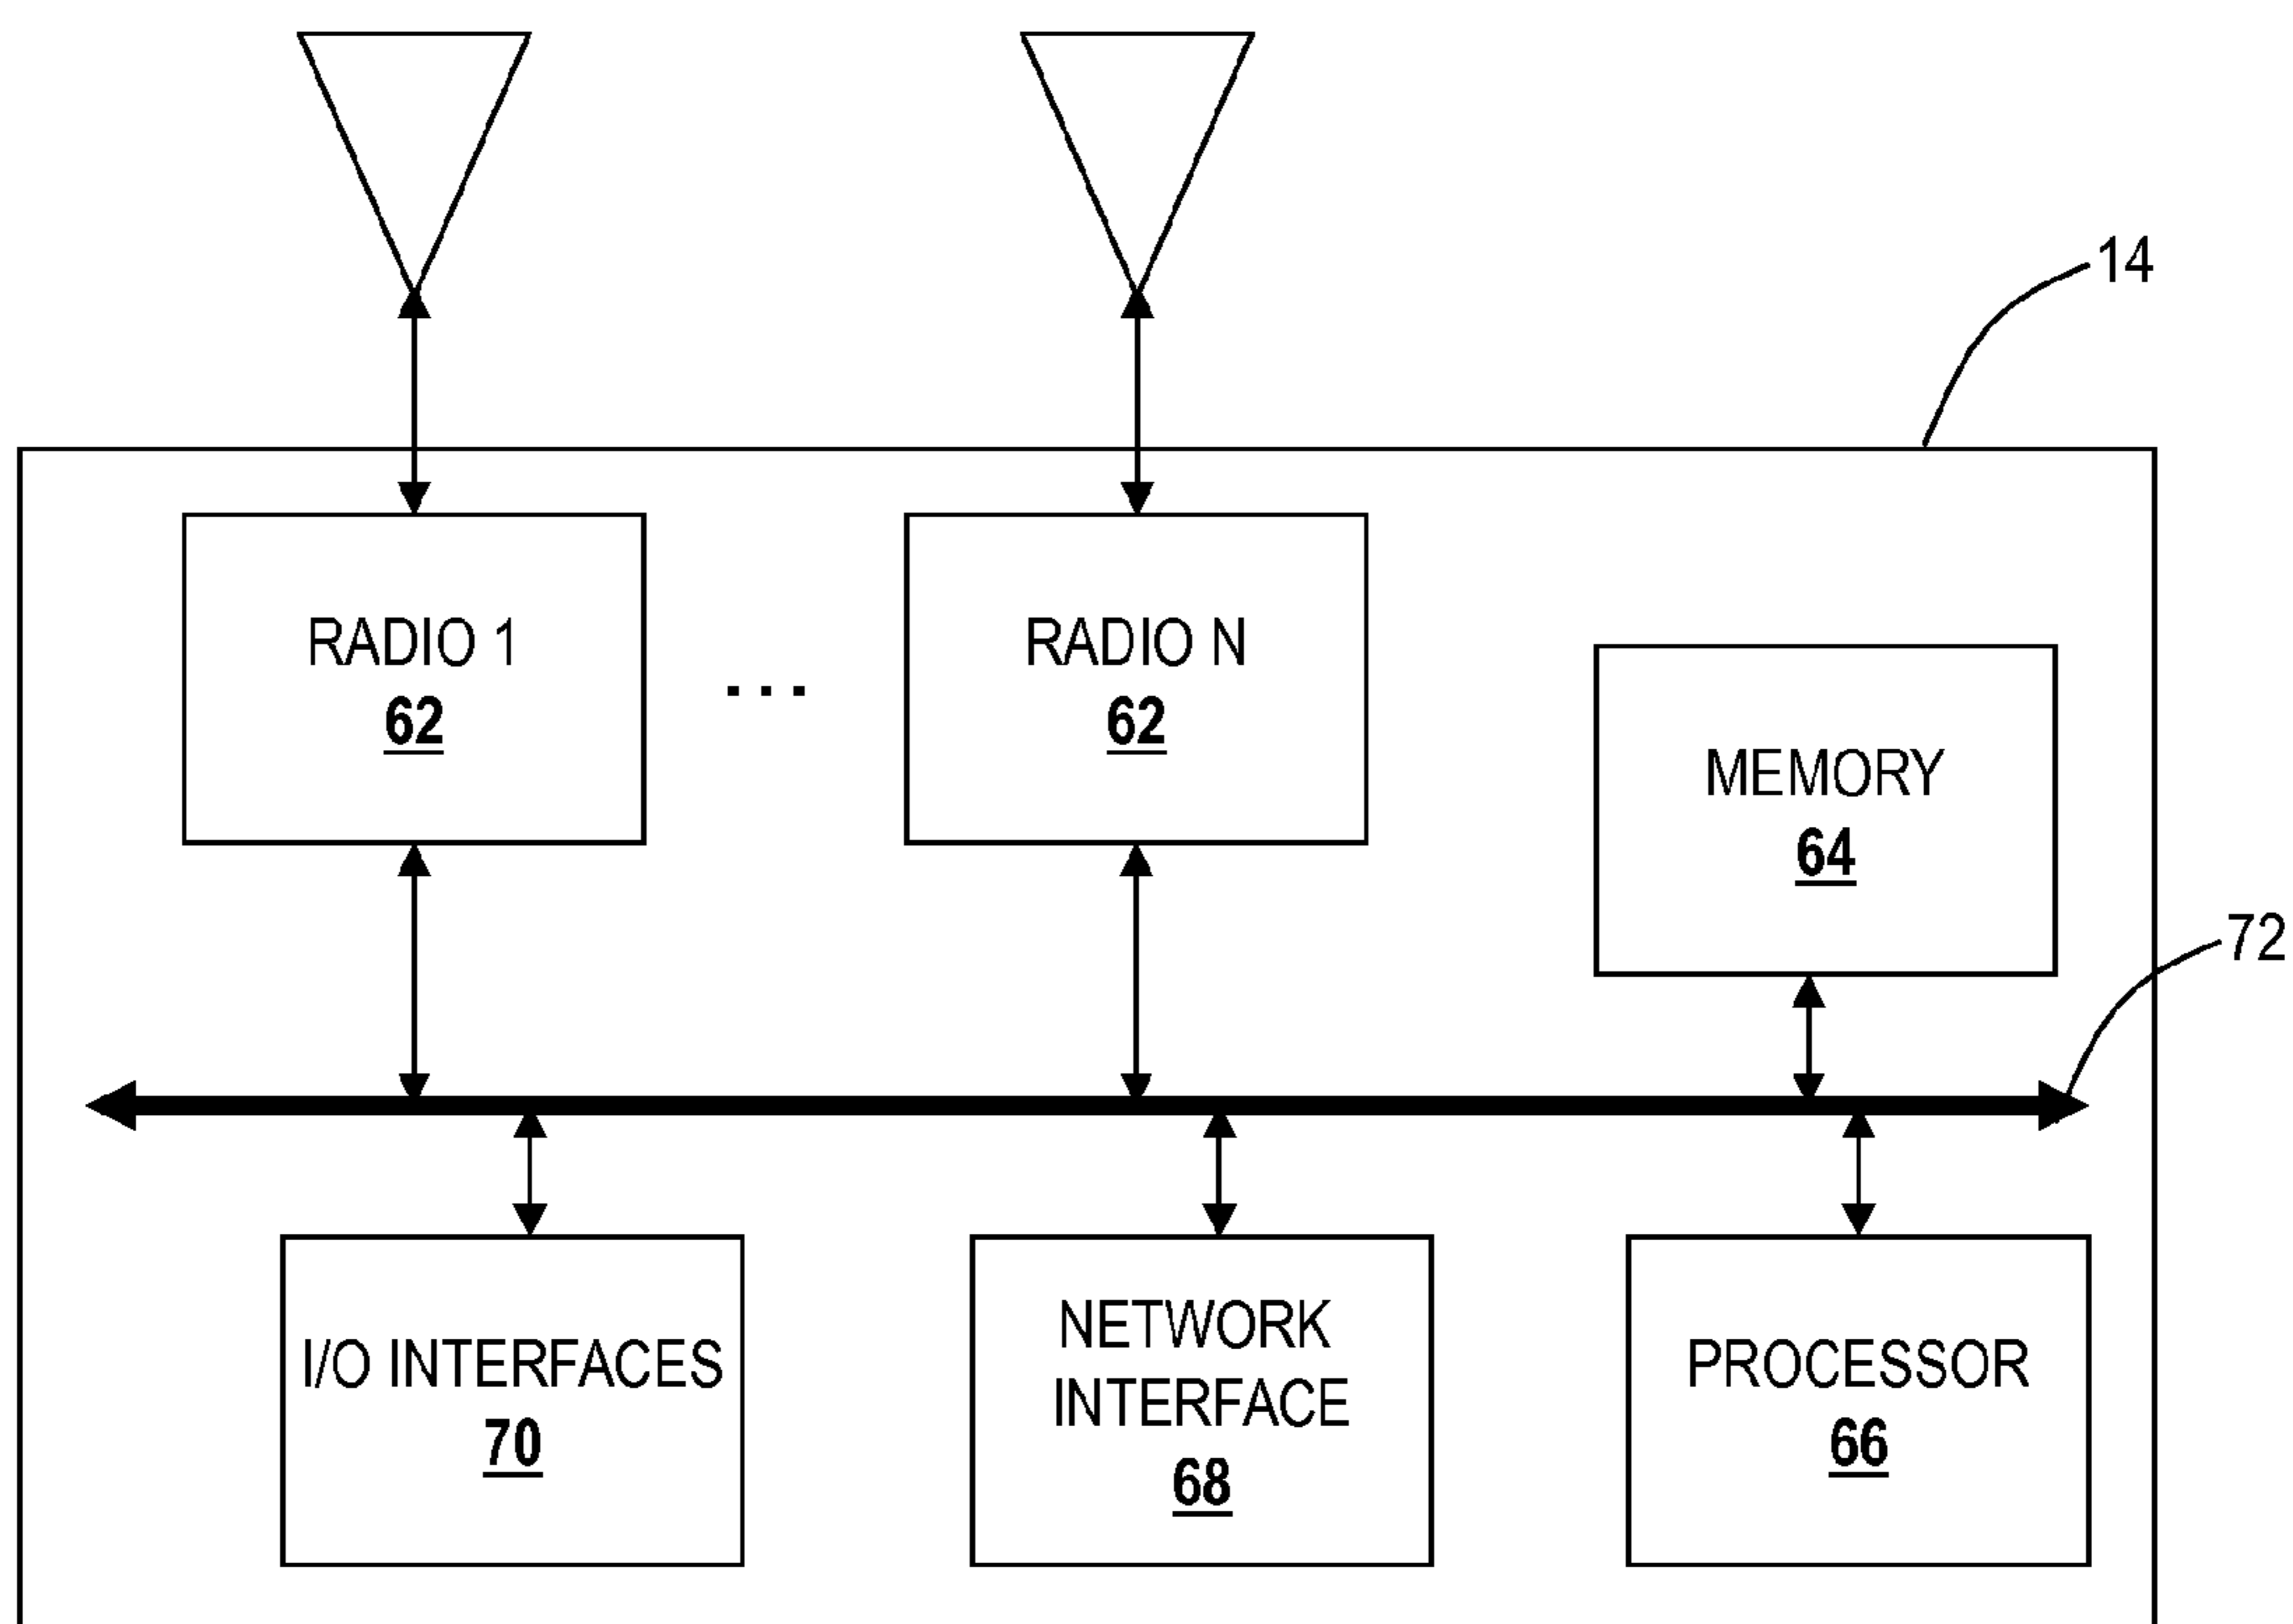 14
RADIO 1
62
...
RADIO N
62
MEMORY
64
72
I/O INTERFACES
70
NETWORK
INTERFACE
68
PROCESSOR
66